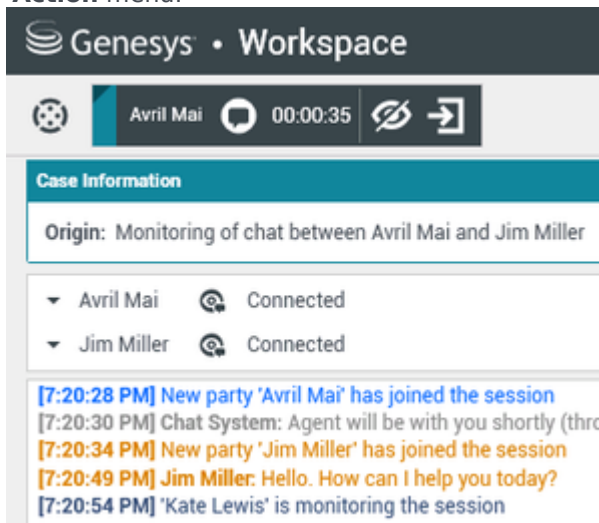 Action menu.
Genesys • Workspace
Avril Mai 00:00:35
Case Information
Origin: Monitoring of chat between Avril Mai and Jim Miller
Avril Mai Connected
Jim Miller Connected
[7:20:28 PM] New party 'Avril Mai' has joined the session
[7:20:30 PM] Chat System: Agent will be with you shortly (thro
[7:20:34 PM] New party 'Jim Miller' has joined the session
[7:20:49 PM] Jim Miller: Hello. How can I help you today?
[7:20:54 PM] 'Kate Lewis' is monitoring the session